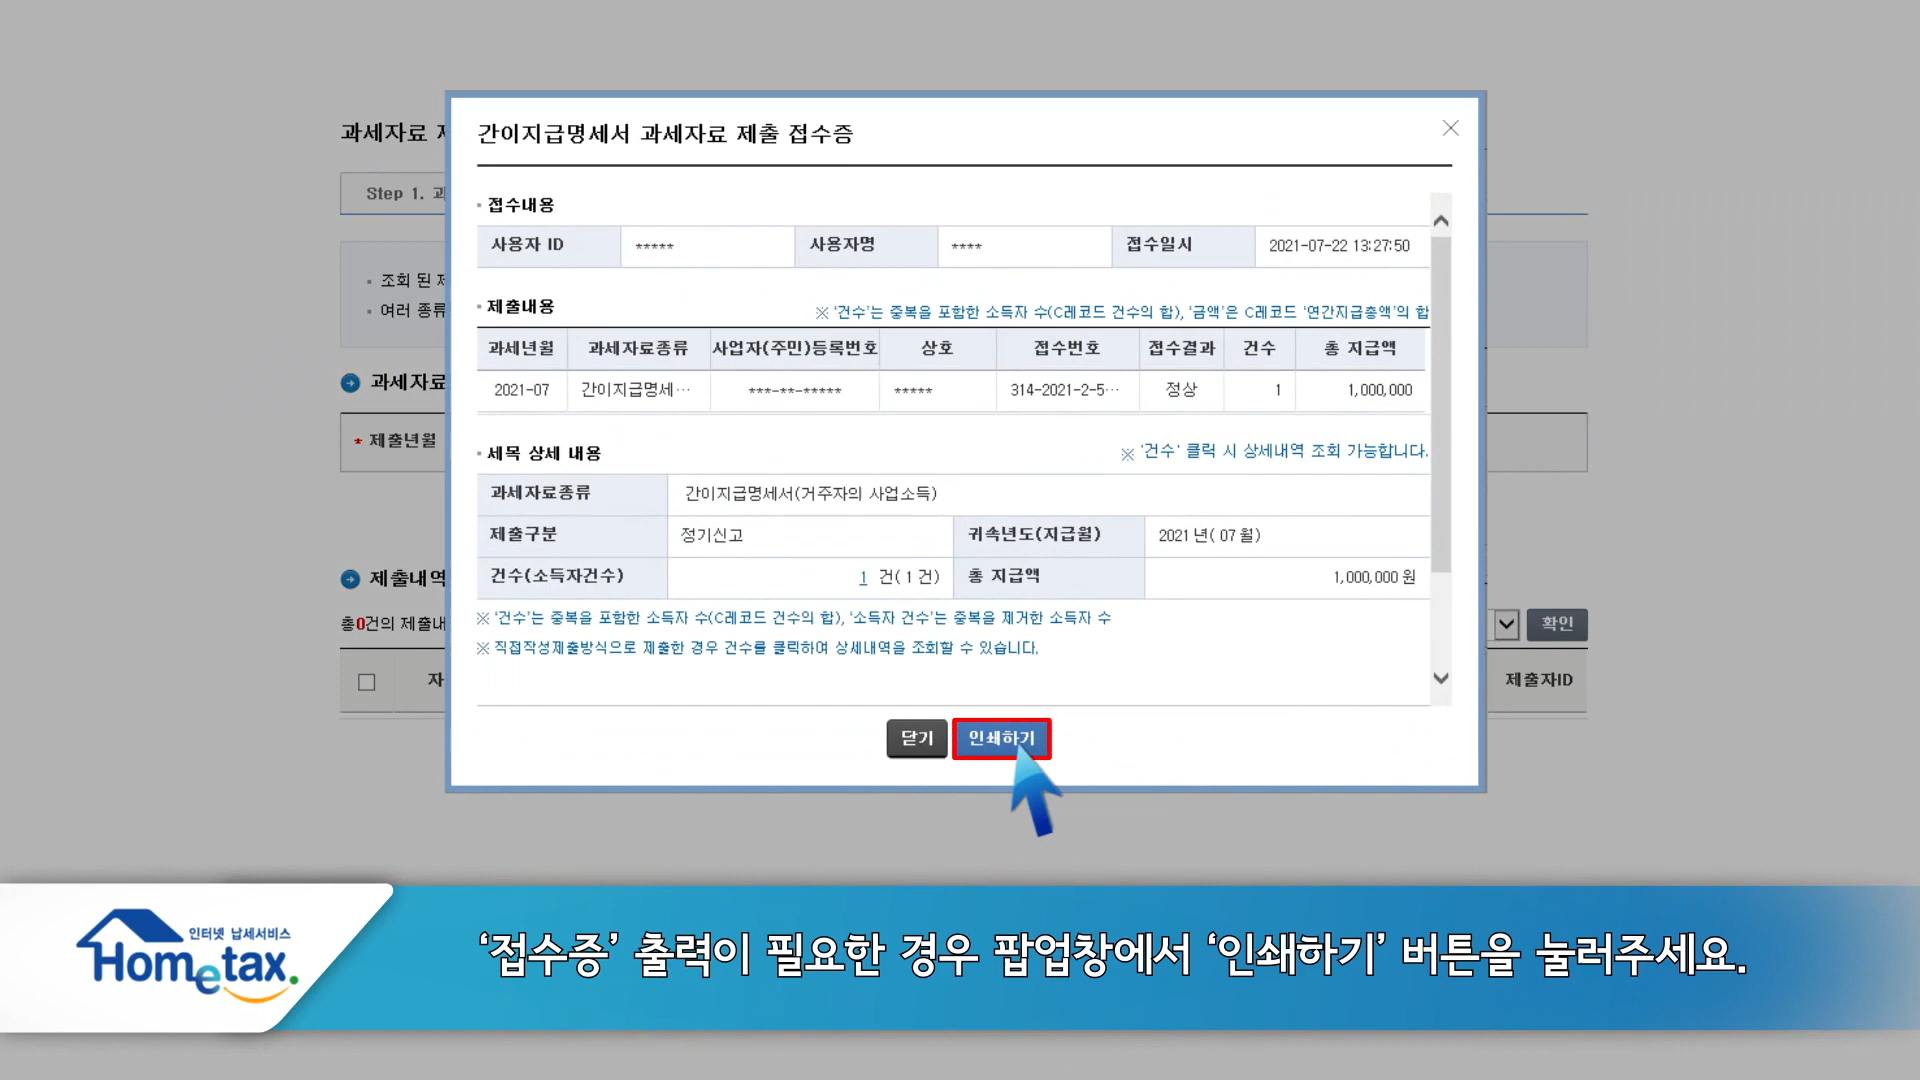 과세자료
간이지급명세서 과세자료 제출 접수증
Step 1. 과
접수내용
사용자 ID ***** 사용자명 **** 접수일시 2021-07-22 13:27:50
조회 된
여러 종류
제출내용
※ '건수'는 중복을 포함한 소득자 수(C레코드 건수의 합), '금액'은 C레코드 '연간지급총액'의 합
과세년월 과세자료종류 사업자(주민)등록번호 상호 접수번호 접수결과 건수 총 지급액
2021-07 간이지급명세… ***-**-***** ***** 314-2021-2-5… 정상 1 1,000,000
과세자료
* 제출년월
세목 상세 내용
※ '건수' 클릭 시 상세내역 조회 가능합니다.
과세자료종류 간이지급명세서(거주자의 사업소득)
제출구분 정기신고 귀속년도(지급월) 2021 년( 07 월)
건수(소득자건수) 1 건( 1 건) 총 지급액 1,000,000 원
※ '건수'는 중복을 포함한 소득자 수(C레코드 건수의 합), '소득자 건수'는 중복을 제거한 소득자 수
※ 직접작성제출방식으로 제출한 경우 건수를 클릭하여 상세내역을 조회할 수 있습니다.
제출내역
총0건의 제출내
확인
자
제출자ID
닫기 인쇄하기
인터넷 납세서비스
Hometax.
‘접수증’ 출력이 필요한 경우 팝업창에서 ‘인쇄하기’ 버튼을 눌러주세요.